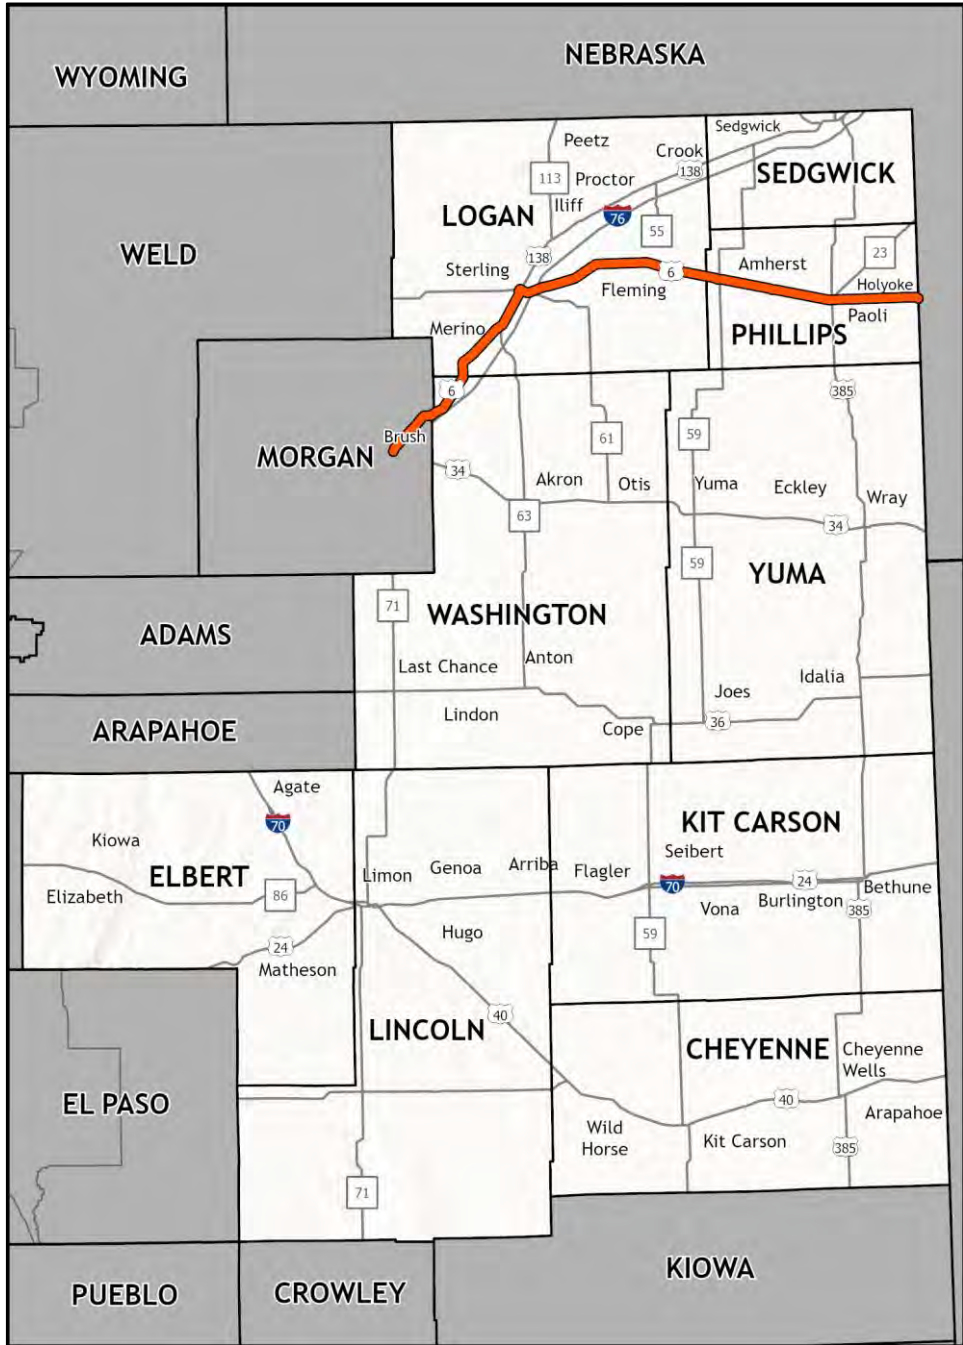 NEBRASKA
WYOMING
Sedgwick
Peetz
Crook
138
SEDGWICK
113
Proctor
Iliff
LOGAN
76
55
WELD
138
23
Sterling
Amherst
6
Holyoke
Fleming
Paoli
Merino
PHILLIPS
6
385
Brush
MORGAN
61
59
34
Akron
Otis
Yuma
Eckley
Wray
63
34
59
YUMA
71
WASHINGTON
ADAMS
Anton
Last Chance
Idalia
Joes
Lindon
Cope
36
ARAPAHOE
Agate
70
KIT CARSON
Kiowa
Seibert
ELBERT
Limon
Genoa
Arriba
Flagler
70
24
Bethune
Elizabeth
86
Vona
Burlington
385
Hugo
59
24
Matheson
40
LINCOLN
CHEYENNE
Cheyenne
Wells
EL PASO
40
Arapahoe
Wild
Horse
Kit Carson
385
71
KIOWA
PUEBLO
CROWLEY